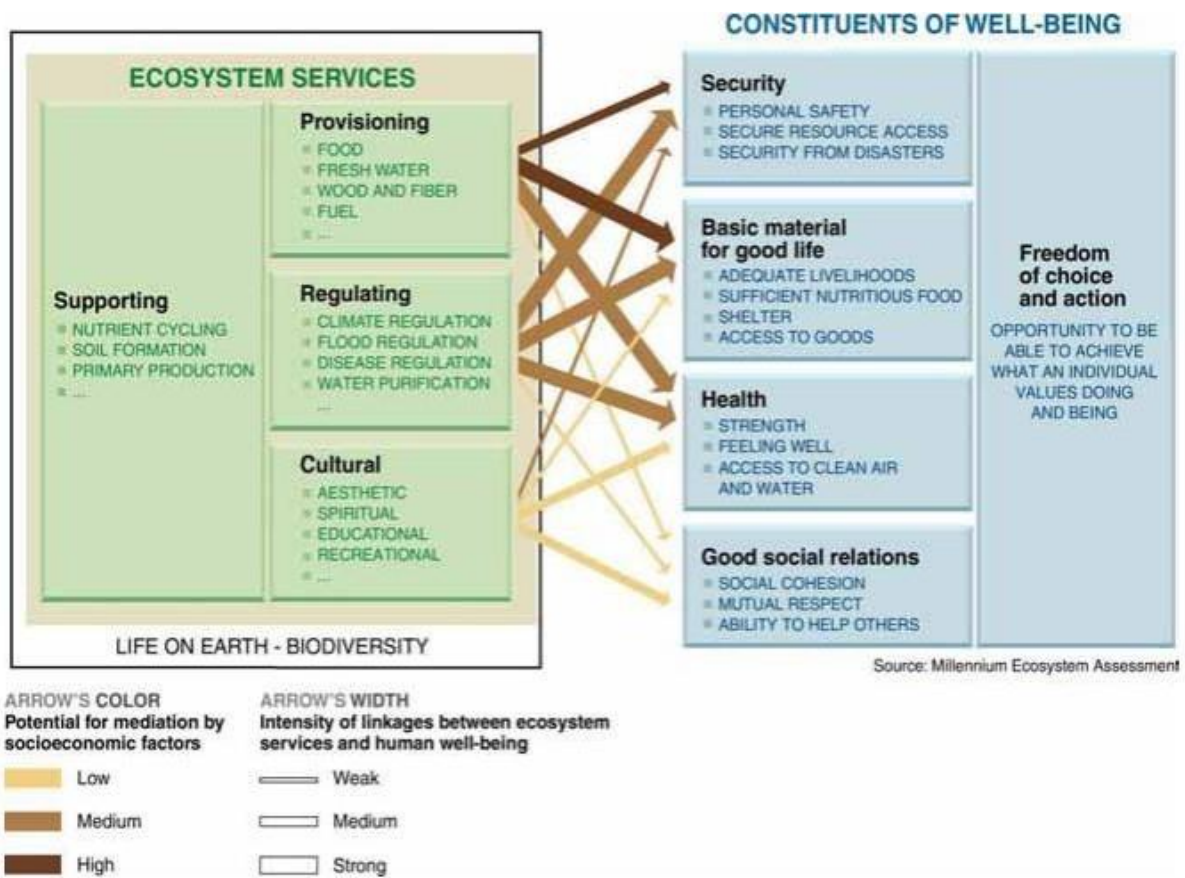 CONSTITUENTS OF WELL-BEING
ECOSYSTEM SERVICES
Supporting
NUTRIENT CYCLING
SOIL FORMATION
PRIMARY PRODUCTION
...
Provisioning
FOOD
FRESH WATER
WOOD AND FIBER
FUEL
...
Regulating
CLIMATE REGULATION
FLOOD REGULATION
DISEASE REGULATION
WATER PURIFICATION
...
Cultural
AESTHETIC
SPIRITUAL
EDUCATIONAL
RECREATIONAL
...
LIFE ON EARTH - BIODIVERSITY
Security
PERSONAL SAFETY
SECURE RESOURCE ACCESS
SECURITY FROM DISASTERS
Basic material
for good life
ADEQUATE LIVELIHOODS
SUFFICIENT NUTRITIOUS FOOD
SHELTER
ACCESS TO GOODS
Health
STRENGTH
FEELING WELL
ACCESS TO CLEAN AIR
AND WATER
Good social relations
SOCIAL COHESION
MUTUAL RESPECT
ABILITY TO HELP OTHERS
Freedom
of choice
and action
OPPORTUNITY TO BE
ABLE TO ACHIEVE
WHAT AN INDIVIDUAL
VALUES DOING
AND BEING
Source: Millennium Ecosystem Assessment
ARROW'S COLOR
Potential for mediation by
socioeconomic factors
Low
Medium
High
ARROW'S WIDTH
Intensity of linkages between ecosystem
services and human well-being
Weak
Medium
Strong